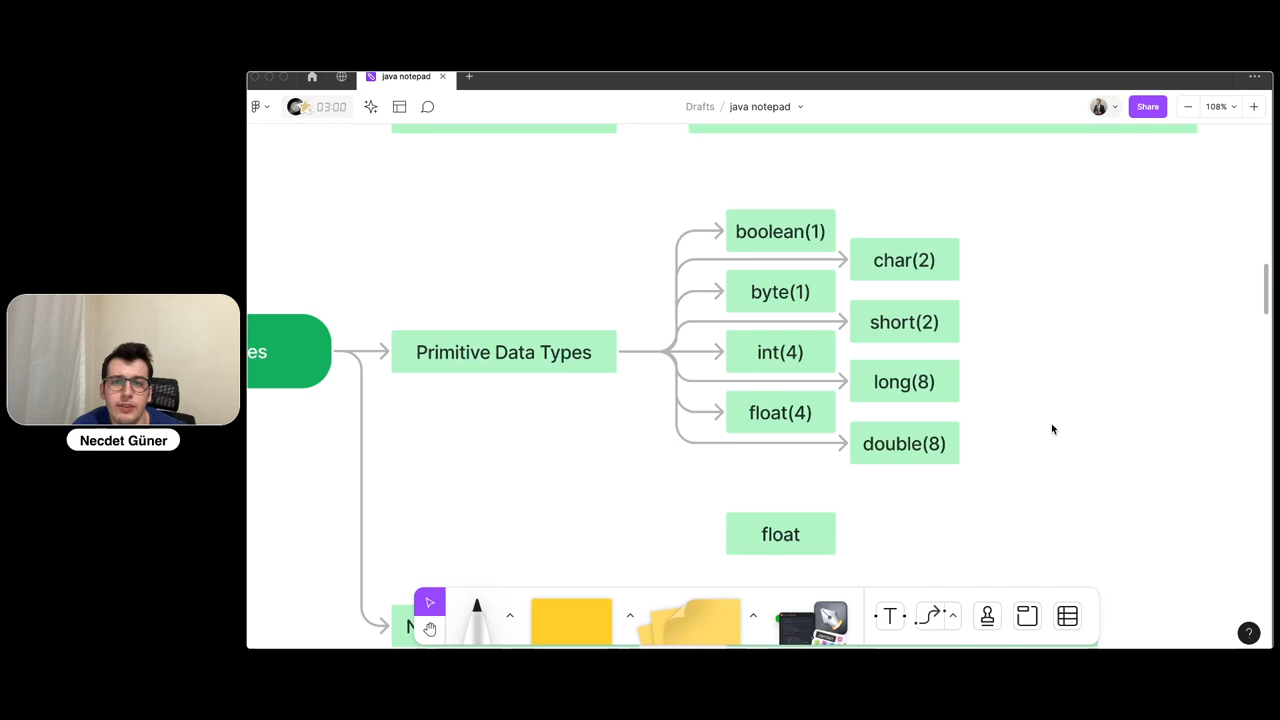 java notepad
03:00
Drafts / java notepad
Share
108%
boolean(1)
char(2)
byte(1)
short(2)
es
Primitive Data Types
int(4)
long(8)
float(4)
double(8)
Necdet Güner
float
N
T
?